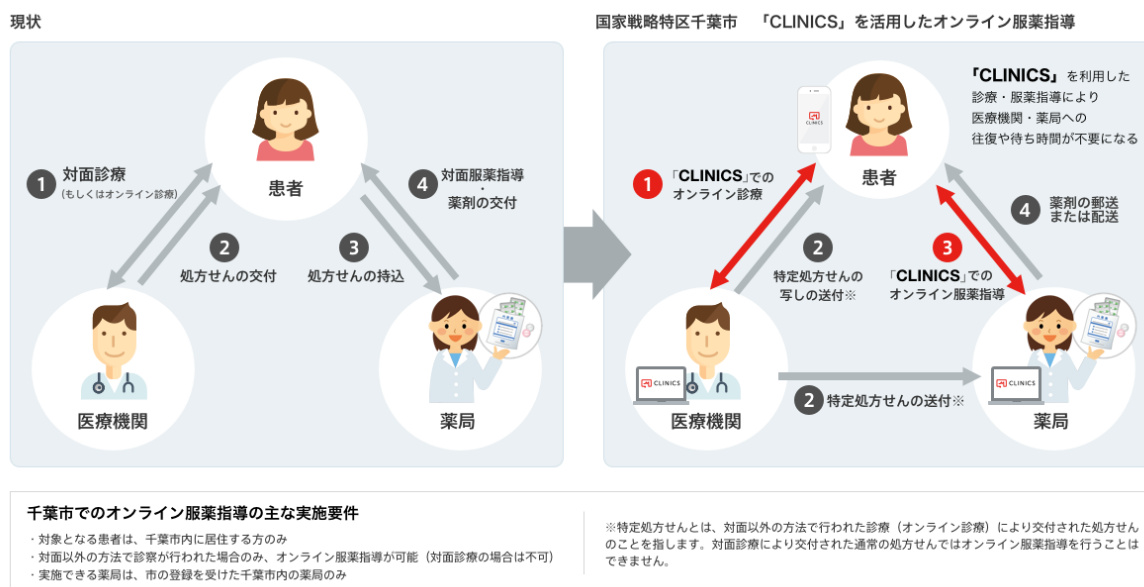 現状
1 対面診療
(もしくはオンライン診療)
患者
4 対面服薬指導
・
薬剤の交付
2
処方せんの交付
3
処方せんの持込
医療機関
薬局
国家戦略特区千葉市 「CLINICS」を活用したオンライン服薬指導
CLINICS
「CLINICS」を利用した
診療・服薬指導により
医療機関・薬局への
往復や待ち時間が不要になる
患者
1 「CLINICS」での
オンライン診療
2
特定処方せんの
写しの送付※
3
「CLINICS」での
オンライン服薬指導
4 薬剤の郵送
または配送
CLINICS
医療機関
2 特定処方せんの送付※
CLINICS
薬局
千葉市でのオンライン服薬指導の主な実施要件
・対象となる患者は、千葉市内に居住する方のみ
・対面以外の方法で診察が行われた場合のみ、オンライン服薬指導が可能（対面診療の場合は不可）
・実施できる薬局は、市の登録を受けた千葉市内の薬局のみ
※特定処方せんとは、対面以外の方法で行われた診療（オンライン診療）により交付された処方せん
のことを指します。対面診療により交付された通常の処方せんではオンライン服薬指導を行うことは
できません。